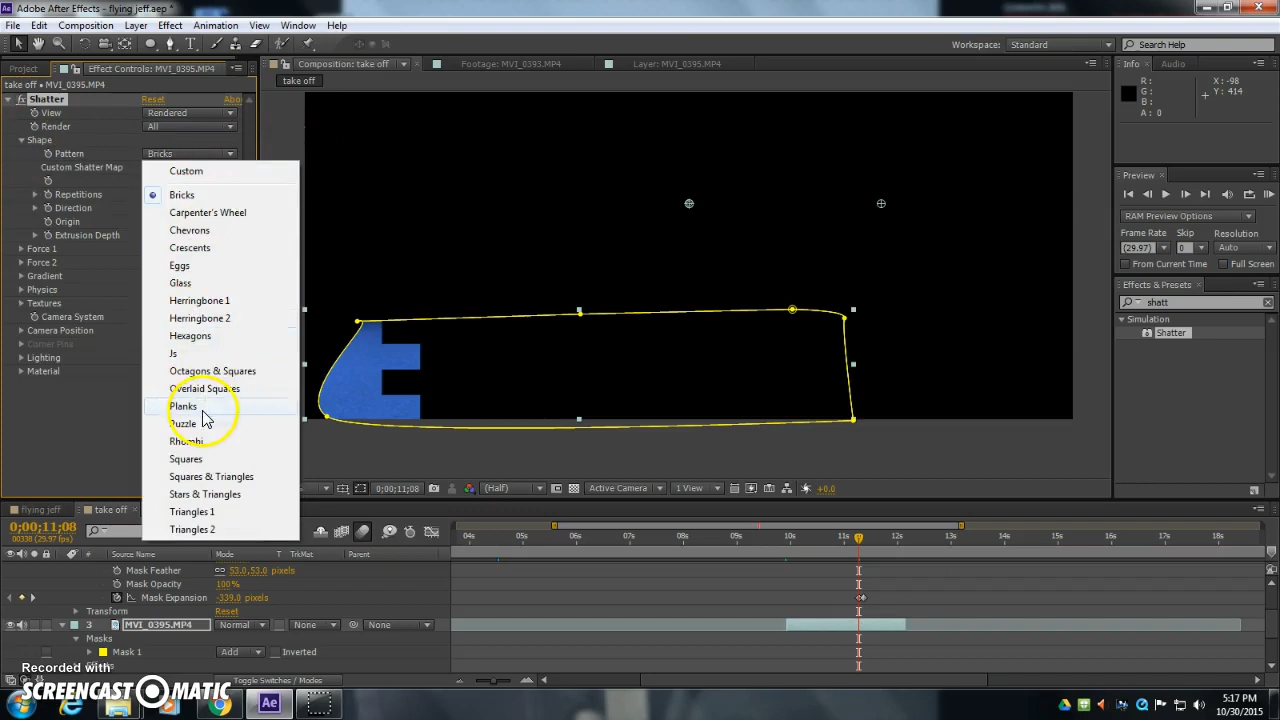 Adobe After Effects - flying jeff.aep *
File Edit Composition Layer Effect Animation View Window Help
Workspace: Standard Search Help
Project Effect Controls: MVI_0395.MP4 Composition: take off Footage: MVI_0393.MP4 Layer: MVI_0395.MP4 Info Audio
take off • MVI_0395.MP4 take off
fx Shatter Reset Abo
View Rendered
Render All
Shape
Pattern Bricks
Custom Shatter Map
Repetitions
Direction
Origin
Extrusion Depth
Force 1
Force 2
Gradient
Physics
Textures
Camera System
Camera Position
Corner Pins
Lighting
Material
Custom
Bricks
Carpenter's Wheel
Chevrons
Crescents
Eggs
Glass
Herringbone 1
Herringbone 2
Hexagons
Js
Octagons & Squares
Overlaid Squares
Planks
Puzzle
Rhombi
Squares
Squares & Triangles
Stars & Triangles
Triangles 1
Triangles 2
R : X : -98
G : Y : 414
B :
A : 0
Preview
RAM Preview Options
Frame Rate Skip Resolution
(29.97) 0 Auto
From Current Time Full Screen
Effects & Presets
shatt
Simulation
Shatter
0;00;11;08 (Half) Active Camera 1 View +0.0
flying jeff take off
0;00;11;08
00338 (29.97 fps)
04s 05s 06s 07s 08s 09s 10s 11s 12s 13s 14s 15s 16s 17s 18s
# Source Name Mode T TrkMat Parent
Mask Feather 53.0,53.0 pixels
Mask Opacity 100%
Mask Expansion -339.0 pixels
Transform Reset
3 MVI_0395.MP4 Normal None None
Masks
Mask 1 Add Inverted
Effects
Toggle Switches / Modes
Recorded with
SCREENCAST-O-MATIC
Ae
5:17 PM
10/30/2015